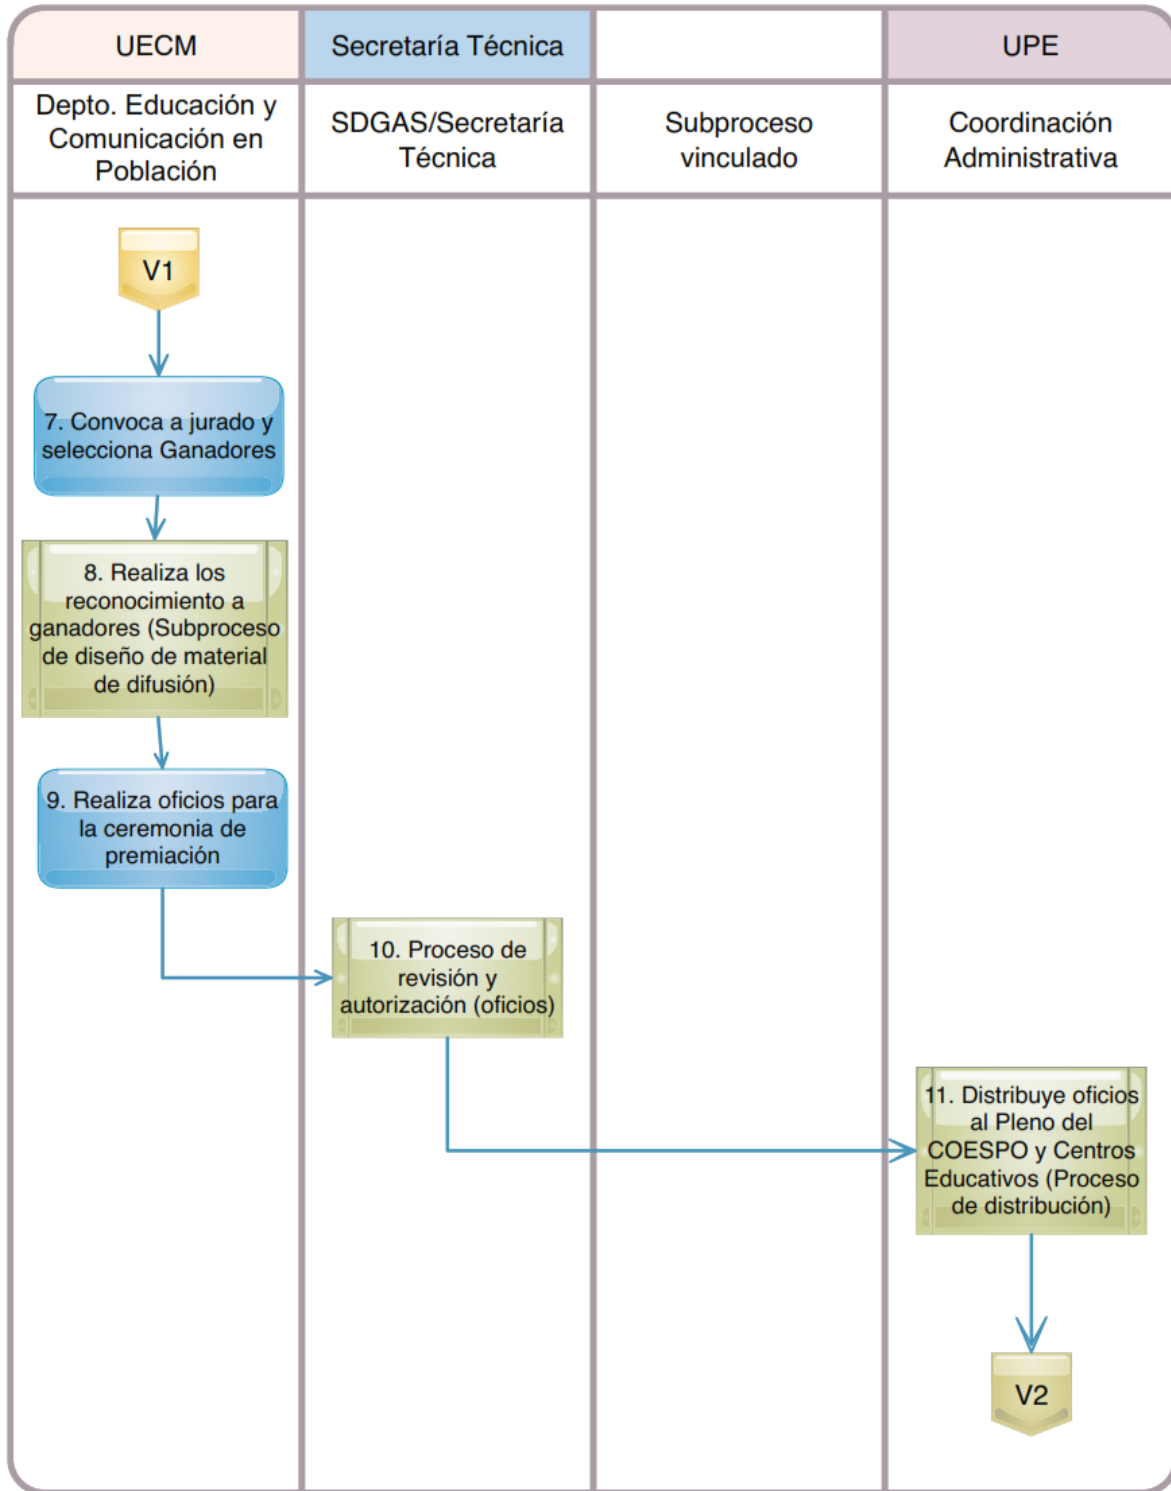 UECM
Secretaría Técnica
UPE
Depto. Educación y
Comunicación en
Población
SDGAS/Secretaría
Técnica
Subproceso
vinculado
Coordinación
Administrativa
V1
7. Convoca a jurado y
selecciona Ganadores
8. Realiza los
reconocimiento a
ganadores (Subproceso
de diseño de material
de difusión)
9. Realiza oficios para
la ceremonia de
premiación
10. Proceso de
revisión y
autorización (oficios)
11. Distribuye oficios
al Pleno del
COESPO y Centros
Educativos (Proceso
de distribución)
V2